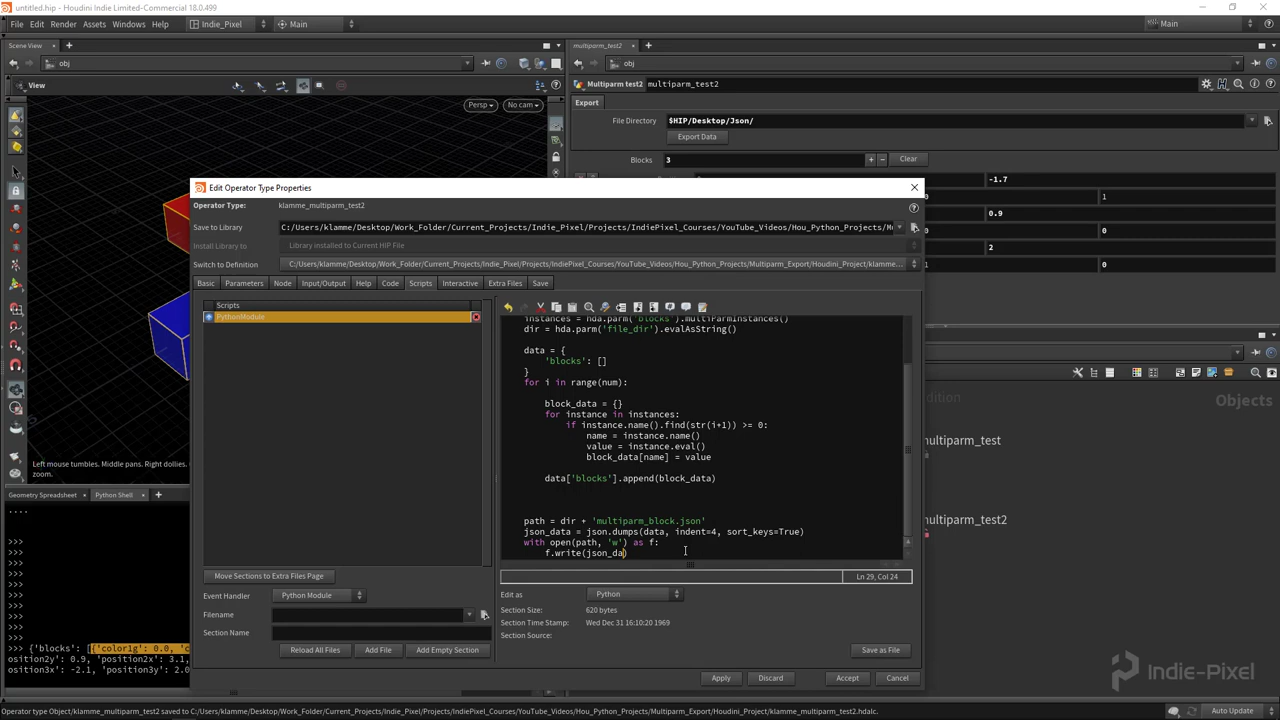 untitled.hip - Houdini Indie Limited-Commercial 18.0.499
File Edit Render Assets Windows Help Indie_Pixel Main Main
Scene View
obj
View
Persp No cam
Left mouse tumbles. Middle pans. Right dollies.
zoom.
Geometry Spreadsheet Python Shell
....
>>>
>>>
>>>
>>>
>>>
>>>
>>>
>>>
>>>
>>> {'blocks': [{'color1g': 0.0, 'c
osition2y': 0.9, 'position2x': 3.1,
osition3x': -2.1, 'position3y': 2.0
multiparm_test2
obj
Multiparm test2 multiparm_test2
Export
File Directory $HIP/Desktop/Json/
Export Data
Blocks 3 Clear
-1.7
1
0.9
0 0
2
1 0
Edit Operator Type Properties
Operator Type: klamme_multiparm_test2
Save to Library C:/Users/klamme/Desktop/Work_Folder/Current_Projects/Indie_Pixel/Projects/IndiePixel_Courses/YouTube_Videos/Hou_Python_Projects/M
Install Library to Library installed to Current HIP File
Switch to Definition C:/Users/klamme/Desktop/Work_Folder/Current_Projects/Indie_Pixel/Projects/IndiePixel_Courses/YouTube_Videos/Hou_Python_Projects/Multiparm_Export/Houdini_Project/klamme...
Basic Parameters Node Input/Output Help Code Scripts Interactive Extra Files Save
Scripts
PythonModule
instances = hda.parm('blocks').multiParmInstances()
dir = hda.parm('file_dir').evalAsString()
data = {
'blocks': []
}
for i in range(num):
block_data = {}
for instance in instances:
if instance.name().find(str(i+1)) >= 0:
name = instance.name()
value = instance.eval()
block_data[name] = value
data['blocks'].append(block_data)
path = dir + 'multiparm_block.json'
json_data = json.dumps(data, indent=4, sort_keys=True)
with open(path, 'w') as f:
f.write(json_da)
Ln 29, Col 24
Move Sections to Extra Files Page
Event Handler Python Module
Filename
Section Name
Reload All Files Add File Add Empty Section
Edit as Python
Section Size: 620 bytes
Section Time Stamp: Wed Dec 31 16:10:20 1969
Section Source:
Save as File
Apply Discard Accept Cancel
dition Objects
multiparm_test
multiparm_test2
Indie-Pixel
Operator type Object/klamme_multiparm_test2 saved to C:/Users/klamme/Desktop/Work_Folder/Current_Projects/Indie_Pixel/Projects/IndiePixel_Courses/YouTube_Videos/Hou_Python_Projects/Multiparm_Export/Houdini_Project/klamme_multiparm_test2.hdalc.
Auto Update